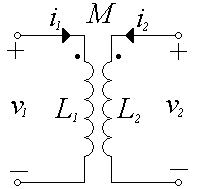 i1 M i2
+ +
v1 L1 L2 v2
− −